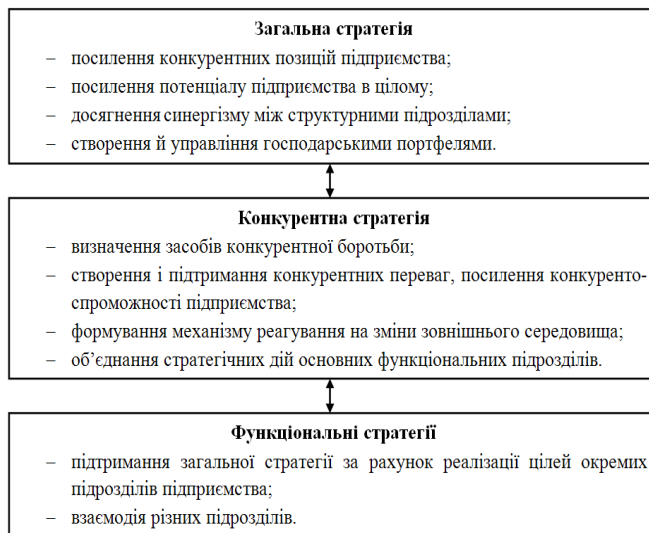 Загальна стратегія
– посилення конкурентних позицій підприємства;
– посилення потенціалу підприємства в цілому;
– досягнення синергізму між структурними підрозділами;
– створення й управління господарськими портфелями.
Конкурентна стратегія
– визначення засобів конкурентної боротьби;
– створення і підтримання конкурентних переваг, посилення конкуренто-
спроможності підприємства;
– формування механізму реагування на зміни зовнішнього середовища;
– об’єднання стратегічних дій основних функціональних підрозділів.
Функціональні стратегії
– підтримання загальної стратегії за рахунок реалізації цілей окремих
підрозділів підприємства;
– взаємодія різних підрозділів.